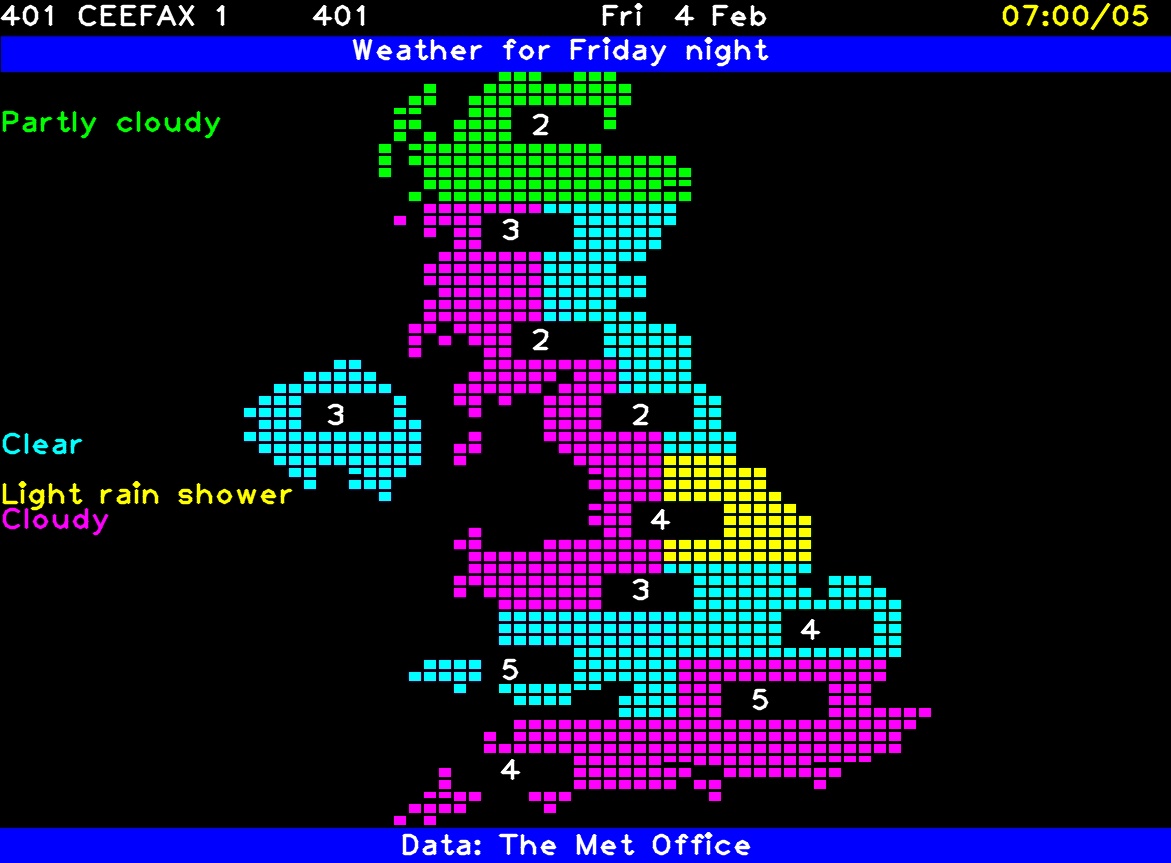 401 CEEFAX 1 401 Fri 4 Feb 07:00/05
Weather for Friday night
Partly cloudy
2
3
2
3
2
Clear
Light rain shower
Cloudy
4
3
4
5
5
4
Data: The Met Office